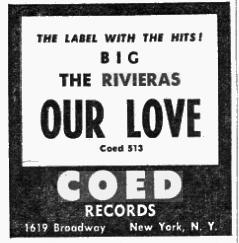 THE LABEL WITH THE HITS!
BIG
THE RIVIERAS
OUR LOVE
Coed 513
COED
RECORDS
1619 Broadway New York, N. Y.